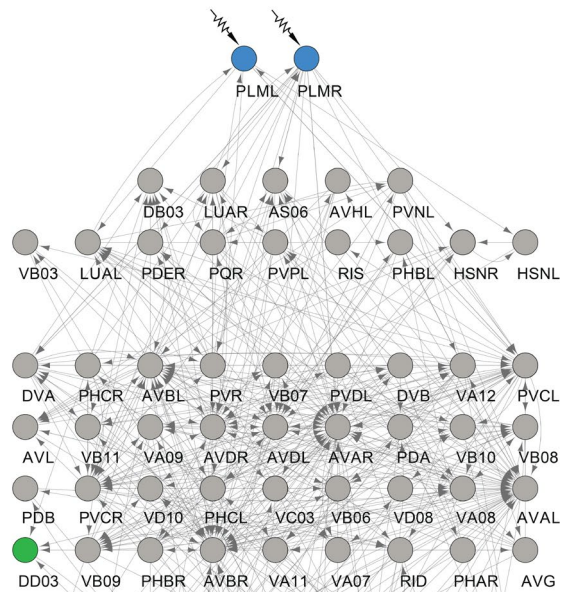 PLML PLMR
DB03 LUAR AS06 AVHL PVNL
VB03 LUAL PDER PQR PVPL RIS PHBL HSNR HSNL
DVA PHCR AVBL PVR VB07 PVDL DVB VA12 PVCL
AVL VB11 VA09 AVDR AVDL AVAR PDA VB10 VB08
PDB PVCR VD10 PHCL VC03 VB06 VD08 VA08 AVAL
DD03 VB09 PHBR AVBR VA11 VA07 RID PHAR AVG